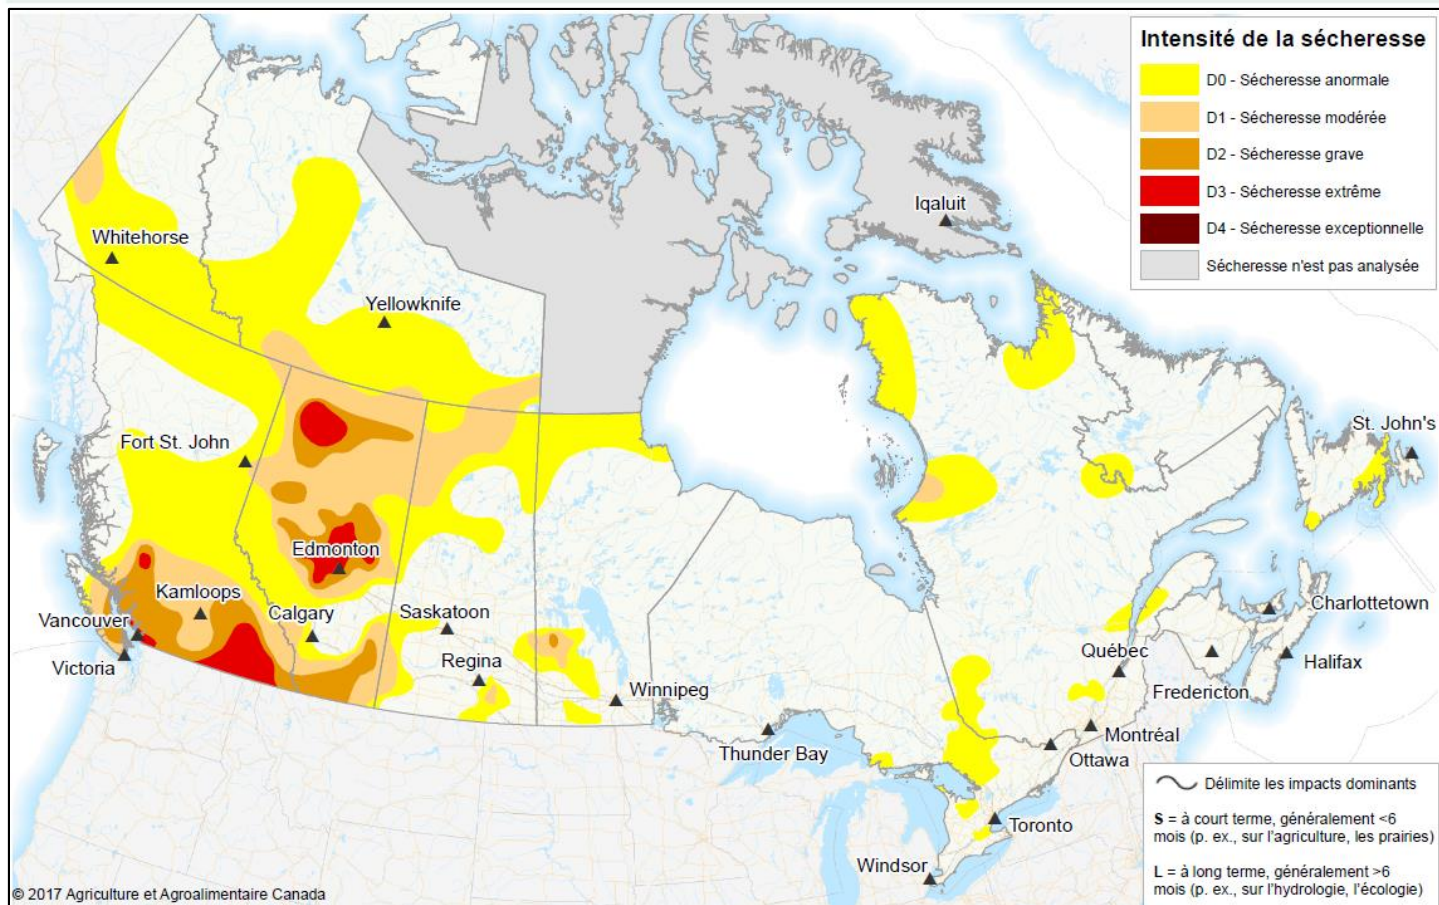 Intensité de la sécheresse
D0 - Sécheresse anormale
D1 - Sécheresse modérée
D2 - Sécheresse grave
D3 - Sécheresse extrême
D4 - Sécheresse exceptionnelle
Sécheresse n'est pas analysée
Iqaluit
Whitehorse
Yellowknife
Fort St. John
St. John's
Edmonton
Kamloops
Calgary
Saskatoon
Vancouver
Victoria
Regina
Winnipeg
Thunder Bay
Charlottetown
Québec
Halifax
Fredericton
Montréal
Ottawa
Toronto
Windsor
Délimite les impacts dominants
S = à court terme, généralement <6
mois (p. ex., sur l'agriculture, les prairies)
L = à long terme, généralement >6
mois (p. ex., sur l'hydrologie, l'écologie)
© 2017 Agriculture et Agroalimentaire Canada